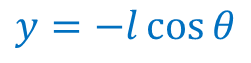 y = −l cos θ